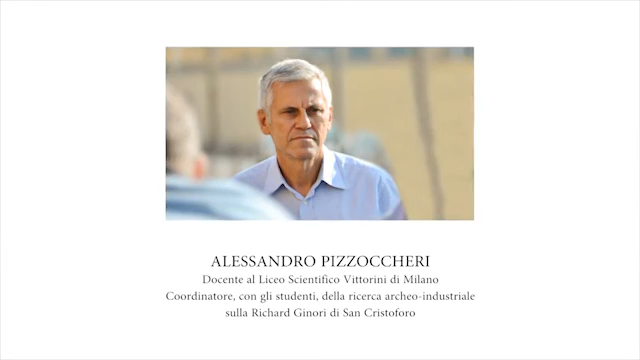 ALESSANDRO PIZZOCCHERI
Docente al Liceo Scientifico Vittorini di Milano
Coordinatore, con gli studenti, della ricerca archeo-industriale
sulla Richard Ginori di San Cristoforo